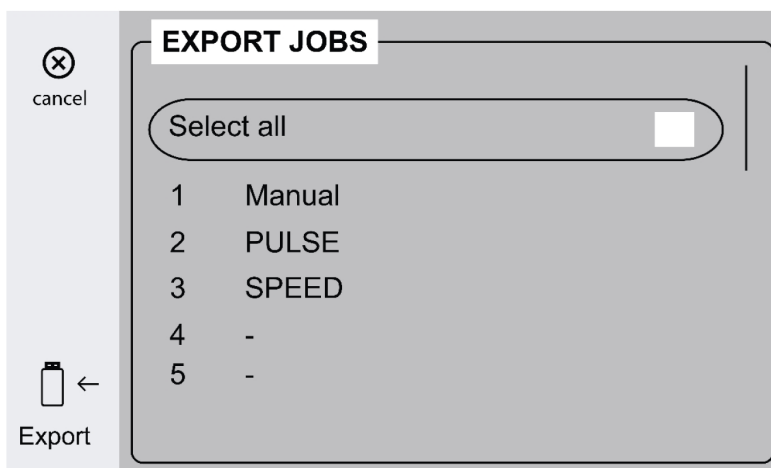 EXPORT JOBS
cancel
Select all
1 Manual
2 PULSE
3 SPEED
4 -
5 -
Export